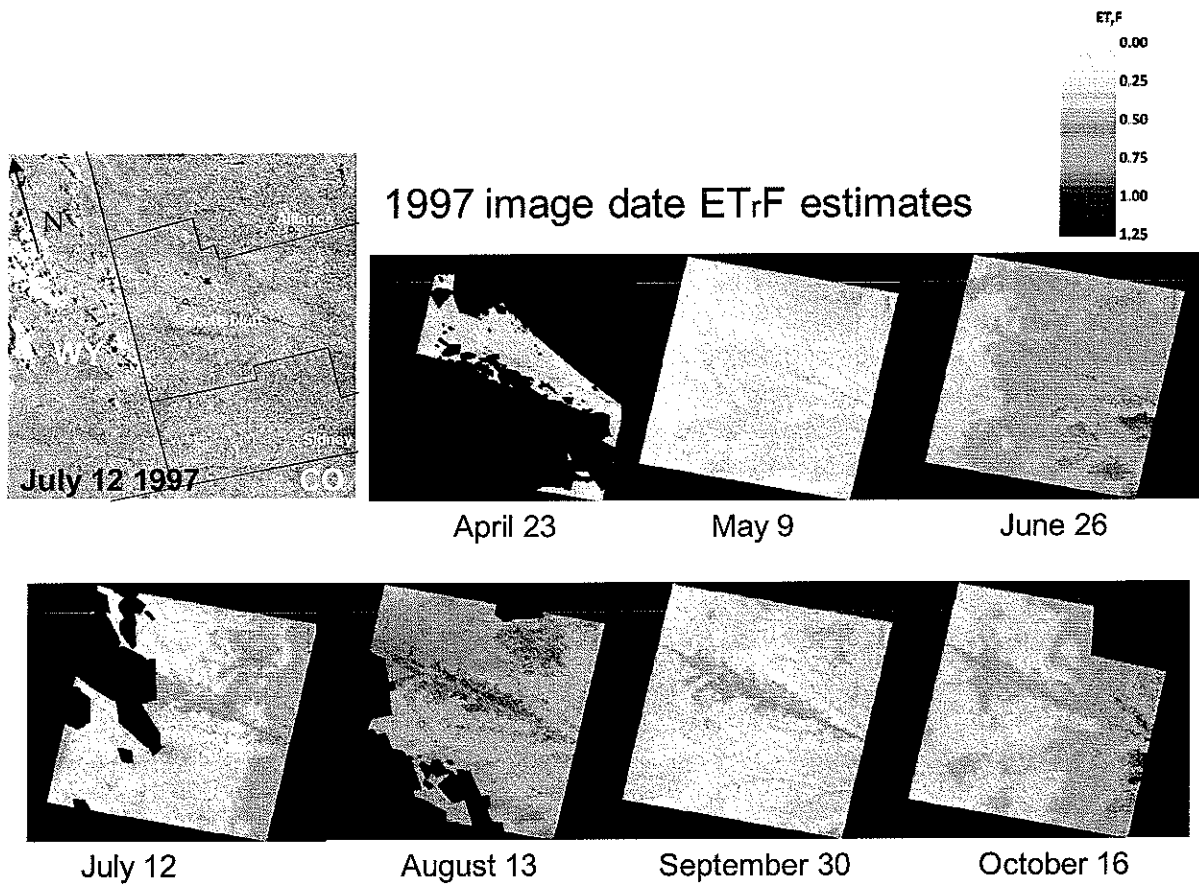 ETrF
0.00
0.25
0.50
0.75
1.00
1.25
N
Alliance
WY
Sidney
July 12 1997
CO
1997 image date ETrF estimates
April 23
May 9
June 26
July 12
August 13
September 30
October 16